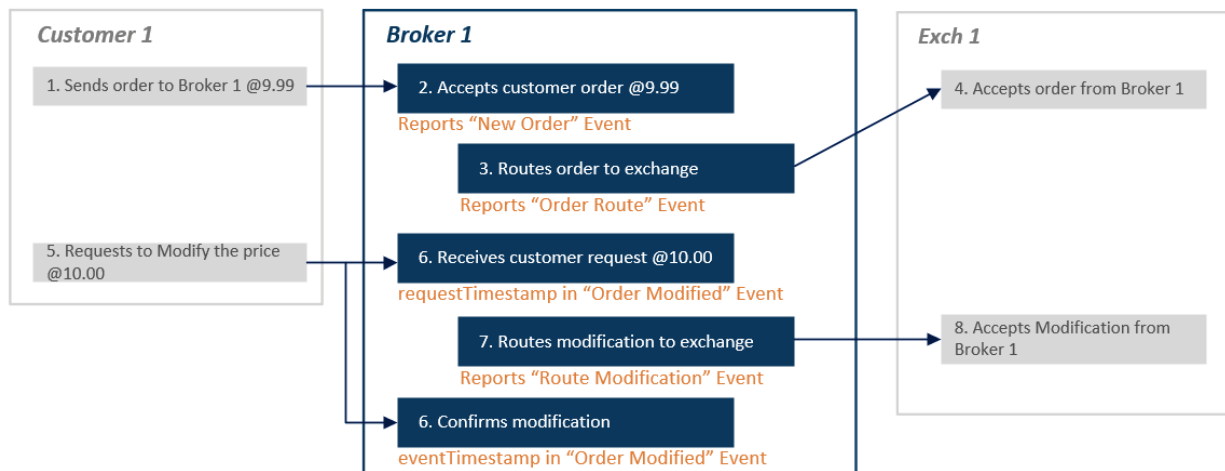 Customer 1
Broker 1
Exch 1
1. Sends order to Broker 1 @9.99
2. Accepts customer order @9.99
4. Accepts order from Broker 1
Reports “New Order” Event
3. Routes order to exchange
Reports “Order Route” Event
5. Requests to Modify the price
@10.00
6. Receives customer request @10.00
requestTimestamp in “Order Modified” Event
7. Routes modification to exchange
8. Accepts Modification from
Broker 1
Reports “Route Modification” Event
6. Confirms modification
eventTimestamp in “Order Modified” Event